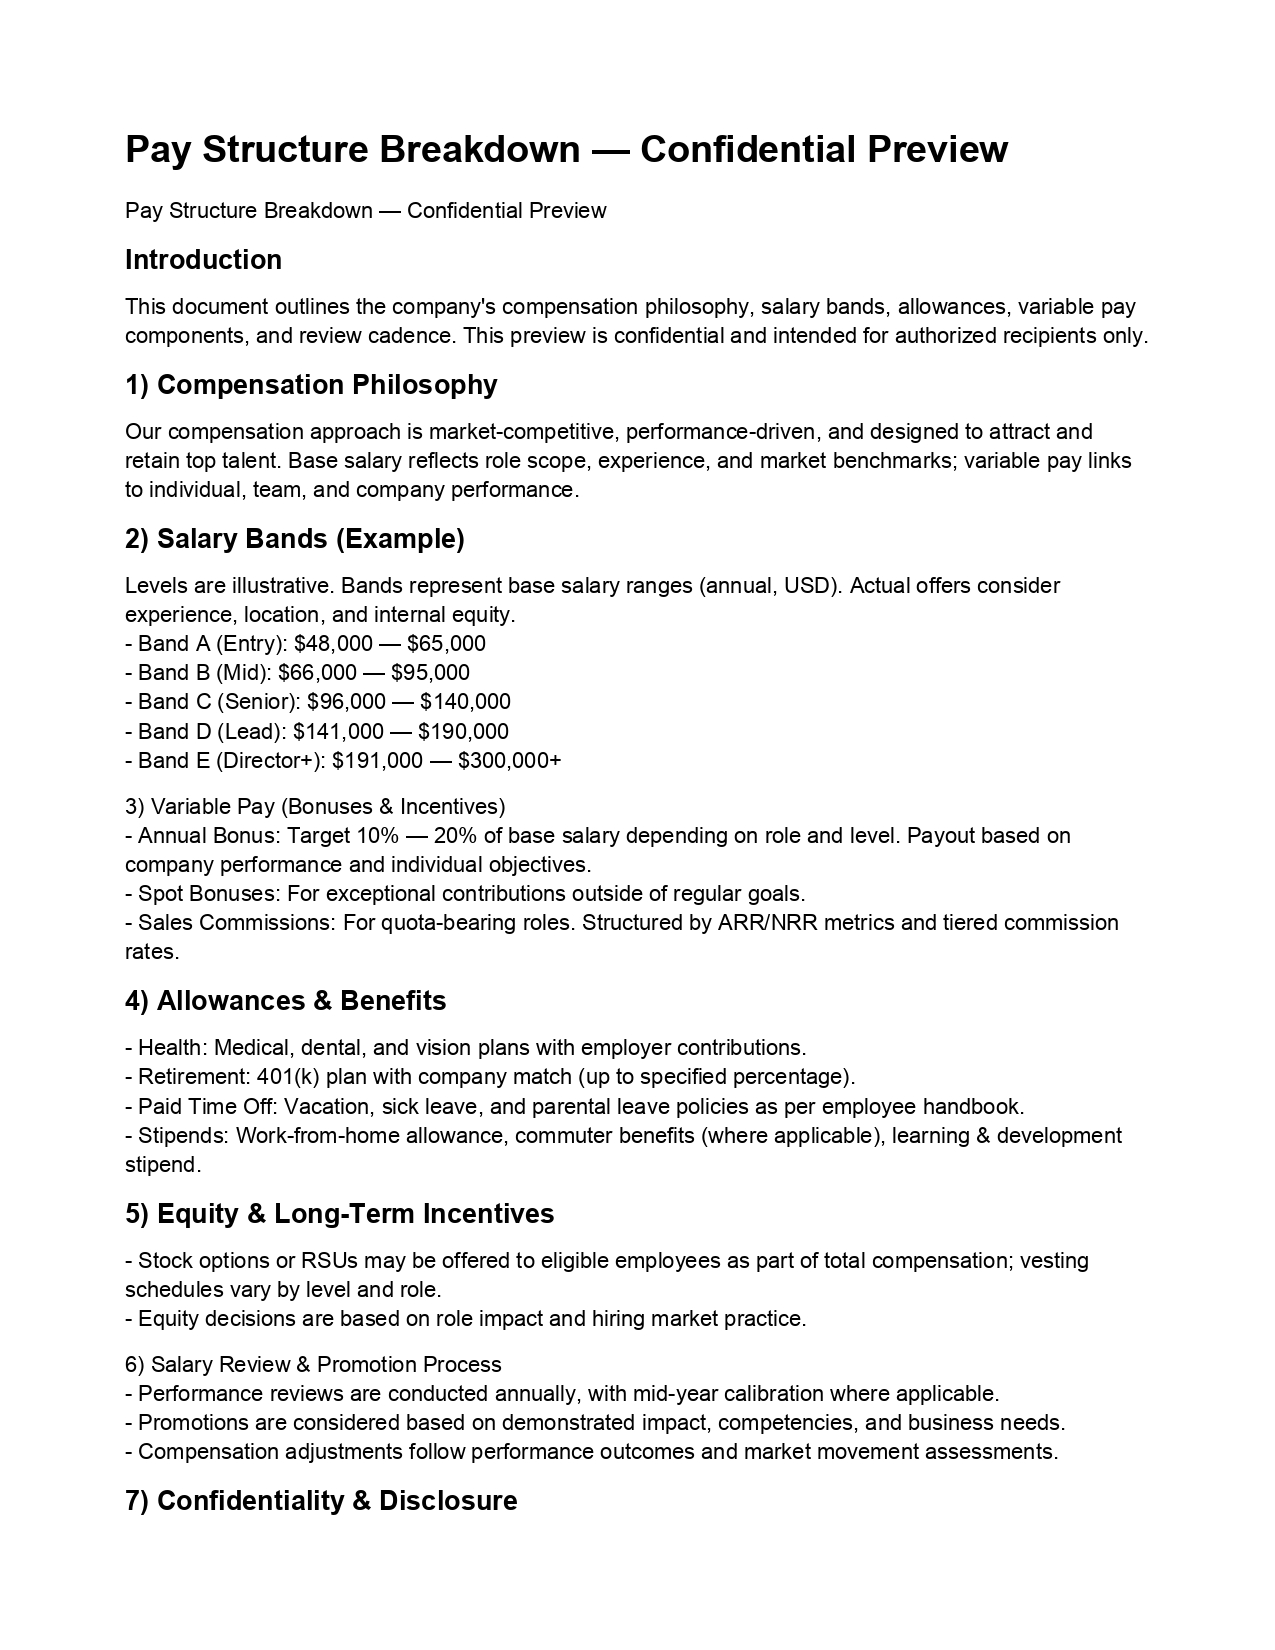 Pay Structure Breakdown — Confidential Preview
Pay Structure Breakdown — Confidential Preview
Introduction
This document outlines the company's compensation philosophy, salary bands, allowances, variable pay
components, and review cadence. This preview is confidential and intended for authorized recipients only.
1) Compensation Philosophy
Our compensation approach is market-competitive, performance-driven, and designed to attract and
retain top talent. Base salary reflects role scope, experience, and market benchmarks; variable pay links
to individual, team, and company performance.
2) Salary Bands (Example)
Levels are illustrative. Bands represent base salary ranges (annual, USD). Actual offers consider
experience, location, and internal equity.
- Band A (Entry): $48,000 — $65,000
- Band B (Mid): $66,000 — $95,000
- Band C (Senior): $96,000 — $140,000
- Band D (Lead): $141,000 — $190,000
- Band E (Director+): $191,000 — $300,000+
3) Variable Pay (Bonuses & Incentives)
- Annual Bonus: Target 10% — 20% of base salary depending on role and level. Payout based on
company performance and individual objectives.
- Spot Bonuses: For exceptional contributions outside of regular goals.
- Sales Commissions: For quota-bearing roles. Structured by ARR/NRR metrics and tiered commission
rates.
4) Allowances & Benefits
- Health: Medical, dental, and vision plans with employer contributions.
- Retirement: 401(k) plan with company match (up to specified percentage).
- Paid Time Off: Vacation, sick leave, and parental leave policies as per employee handbook.
- Stipends: Work-from-home allowance, commuter benefits (where applicable), learning & development
stipend.
5) Equity & Long-Term Incentives
- Stock options or RSUs may be offered to eligible employees as part of total compensation; vesting
schedules vary by level and role.
- Equity decisions are based on role impact and hiring market practice.
6) Salary Review & Promotion Process
- Performance reviews are conducted annually, with mid-year calibration where applicable.
- Promotions are considered based on demonstrated impact, competencies, and business needs.
- Compensation adjustments follow performance outcomes and market movement assessments.
7) Confidentiality & Disclosure